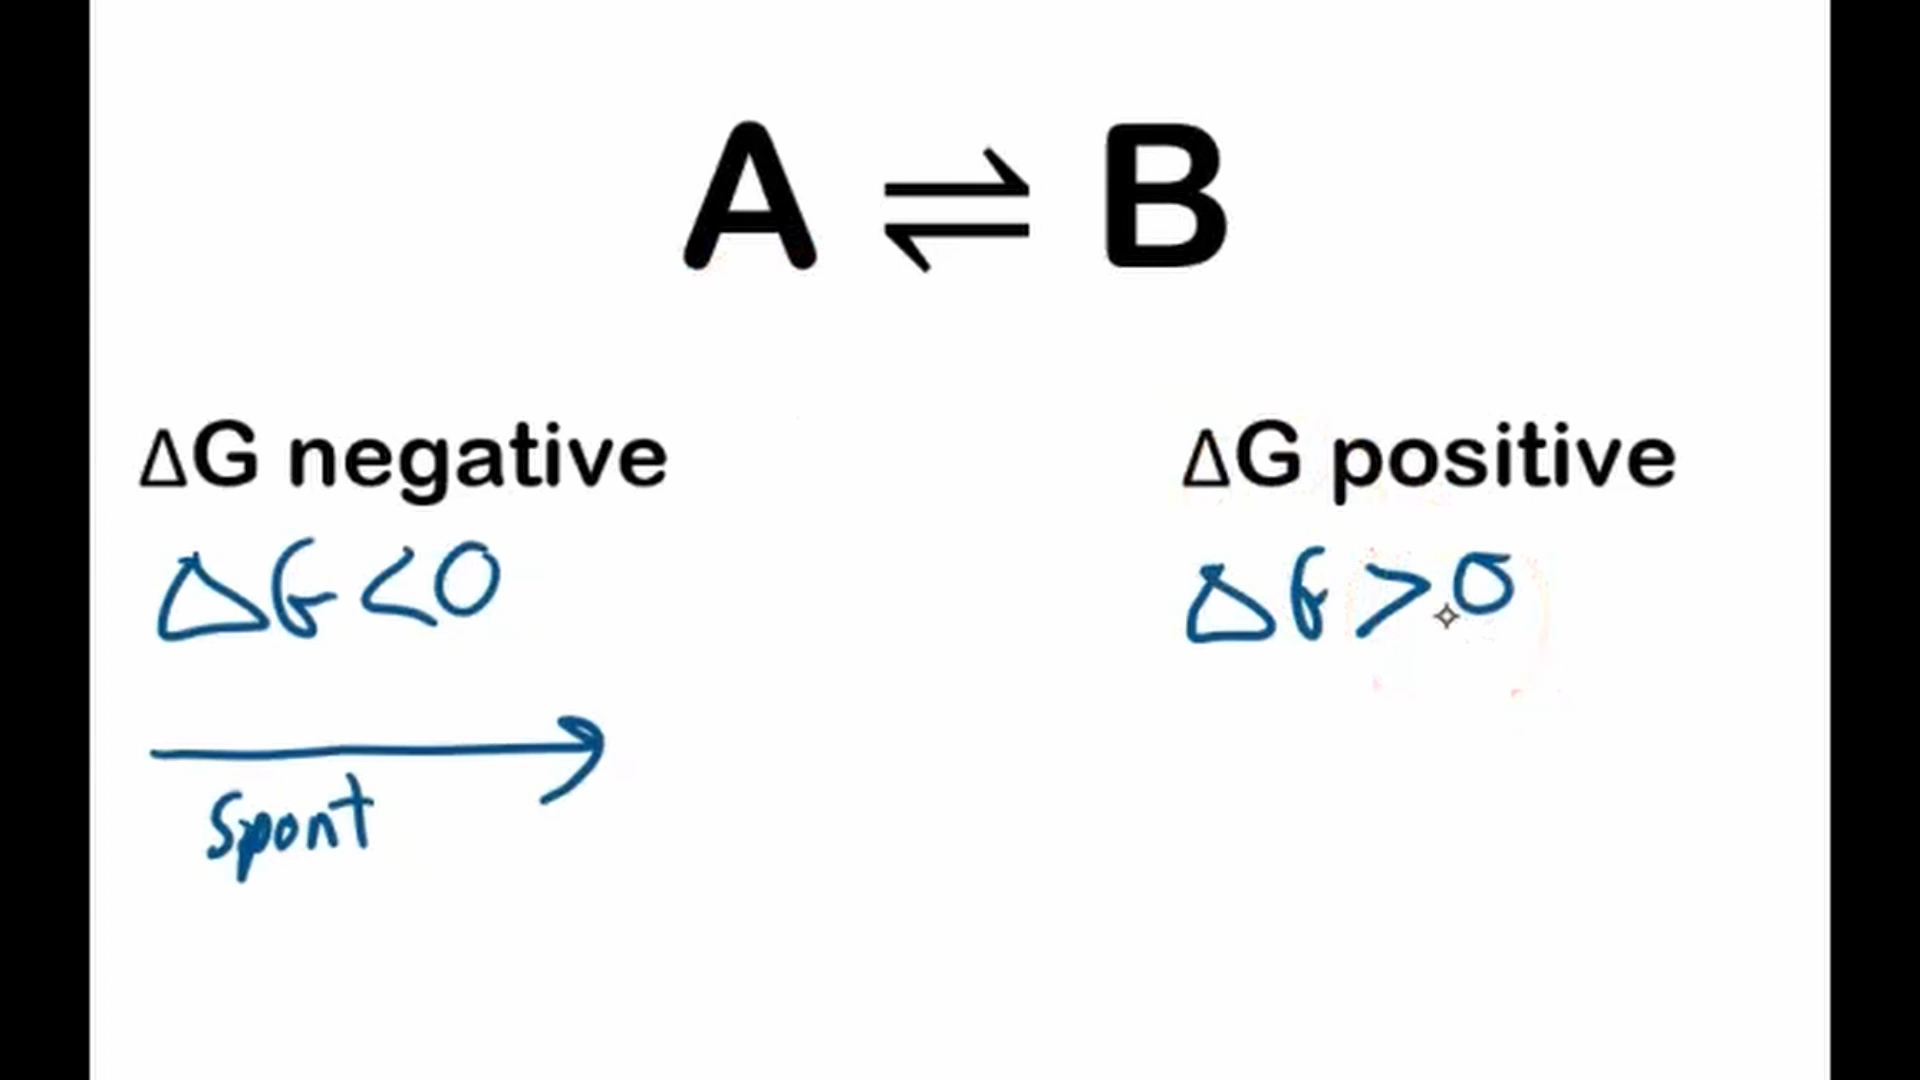 A ⇌ B
ΔG negative
ΔG positive
ΔG<0
ΔG>0
Spont